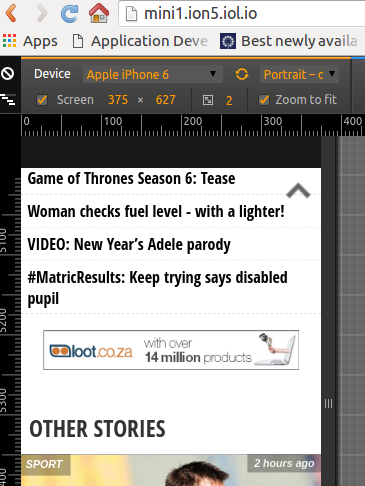 mini1.ion5.iol.io
Apps Application Deve Best newly availa
Device Apple iPhone 6 Portrait –
Screen 375 × 627 2 Zoom to fit
0 100 200 300 400
Game of Thrones Season 6: Tease
Woman checks fuel level - with a lighter!
5100
VIDEO: New Year's Adele parody
#MatricResults: Keep trying says disabled
pupil
5200
loot.co.za with over
14 million products
5300
OTHER STORIES
SPORT 2 hours ago